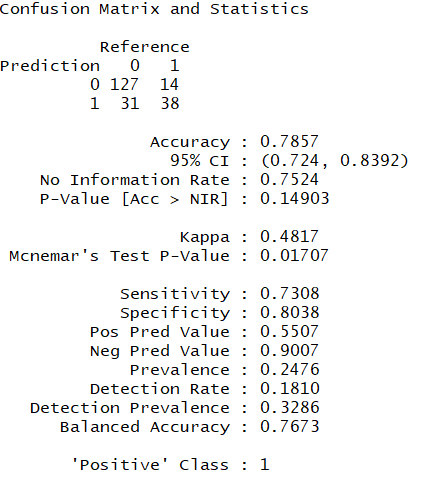 Confusion Matrix and Statistics
Reference
Prediction 0 1
0 127 14
1 31 38
Accuracy : 0.7857
95% CI : (0.724, 0.8392)
No Information Rate : 0.7524
P-Value [Acc > NIR] : 0.14903
Kappa : 0.4817
Mcnemar's Test P-Value : 0.01707
Sensitivity : 0.7308
Specificity : 0.8038
Pos Pred Value : 0.5507
Neg Pred Value : 0.9007
Prevalence : 0.2476
Detection Rate : 0.1810
Detection Prevalence : 0.3286
Balanced Accuracy : 0.7673
'Positive' Class : 1